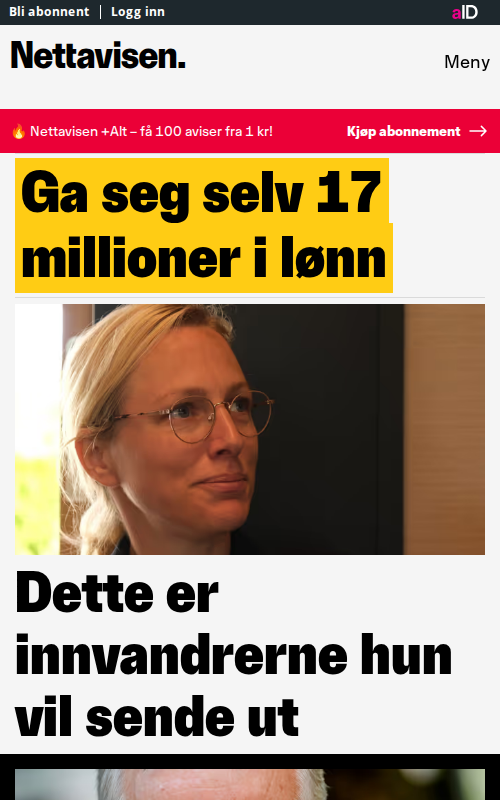 Bli abonnent | Logg inn
aID
Nettavisen.
Meny
🔥 Nettavisen +Alt – få 100 aviser fra 1 kr!
Kjøp abonnement →
Ga seg selv 17
millioner i lønn
Dette er
innvandrerne hun
vil sende ut